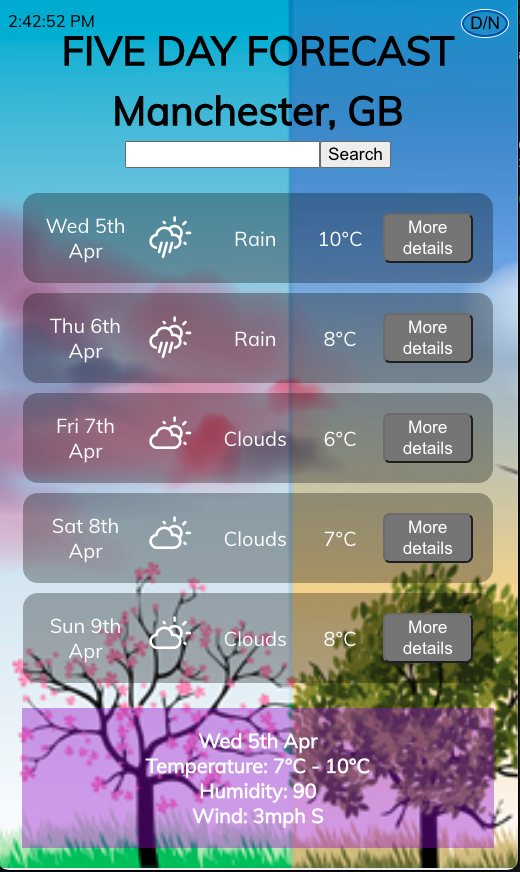 2:42:52 PM
D/N
FIVE DAY FORECAST
Manchester, GB
Search
Wed 5th
Apr
Rain
10°C
More
details
Thu 6th
Apr
Rain
8°C
More
details
Fri 7th
Apr
Clouds
6°C
More
details
Sat 8th
Apr
Clouds
7°C
More
details
Sun 9th
Apr
Clouds
8°C
More
details
Wed 5th Apr
Temperature: 7°C - 10°C
Humidity: 90
Wind: 3mph S